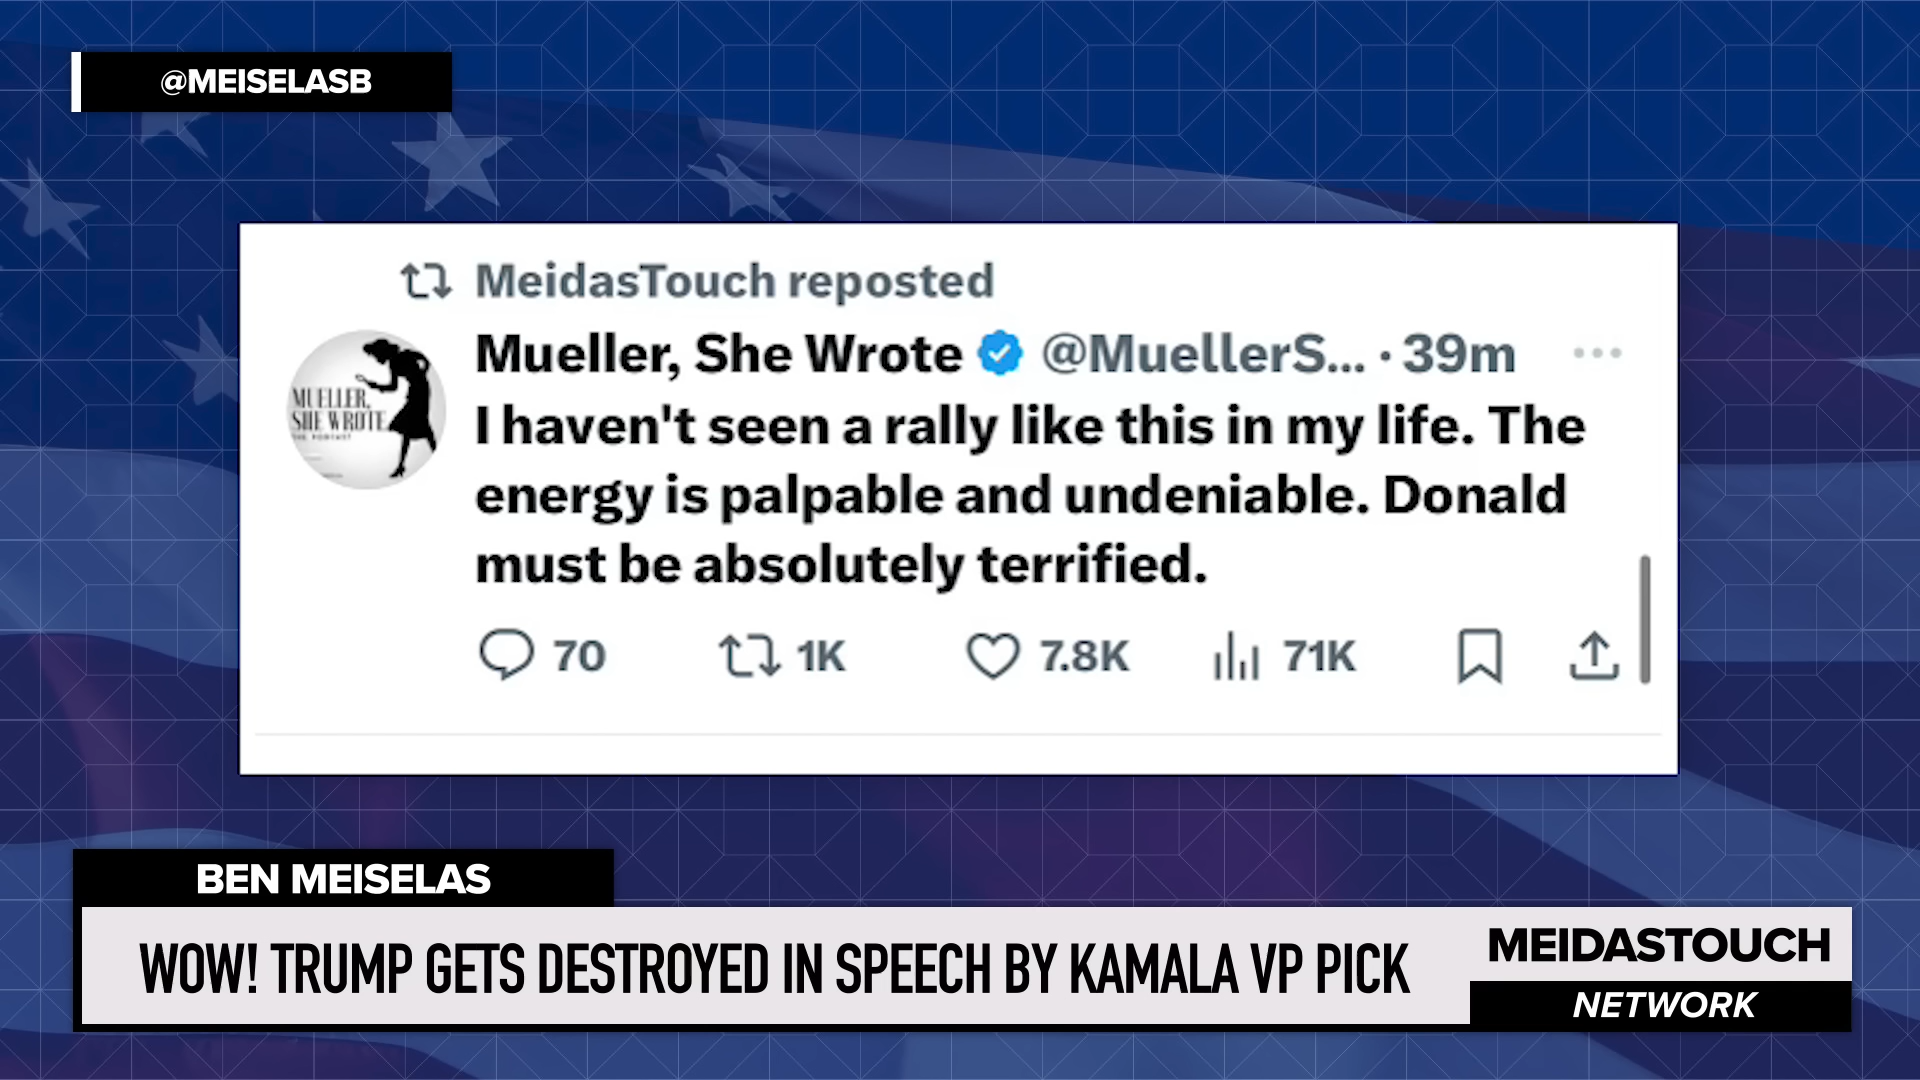 @MEISELASB
MeidasTouch reposted
Mueller, She Wrote @MuellerS... · 39m
MUELLER,
SHE WROTE
I haven't seen a rally like this in my life. The
energy is palpable and undeniable. Donald
must be absolutely terrified.
70 1K 7.8K 71K
BEN MEISELAS
WOW! TRUMP GETS DESTROYED IN SPEECH BY KAMALA VP PICK
MEIDASTOUCH
NETWORK